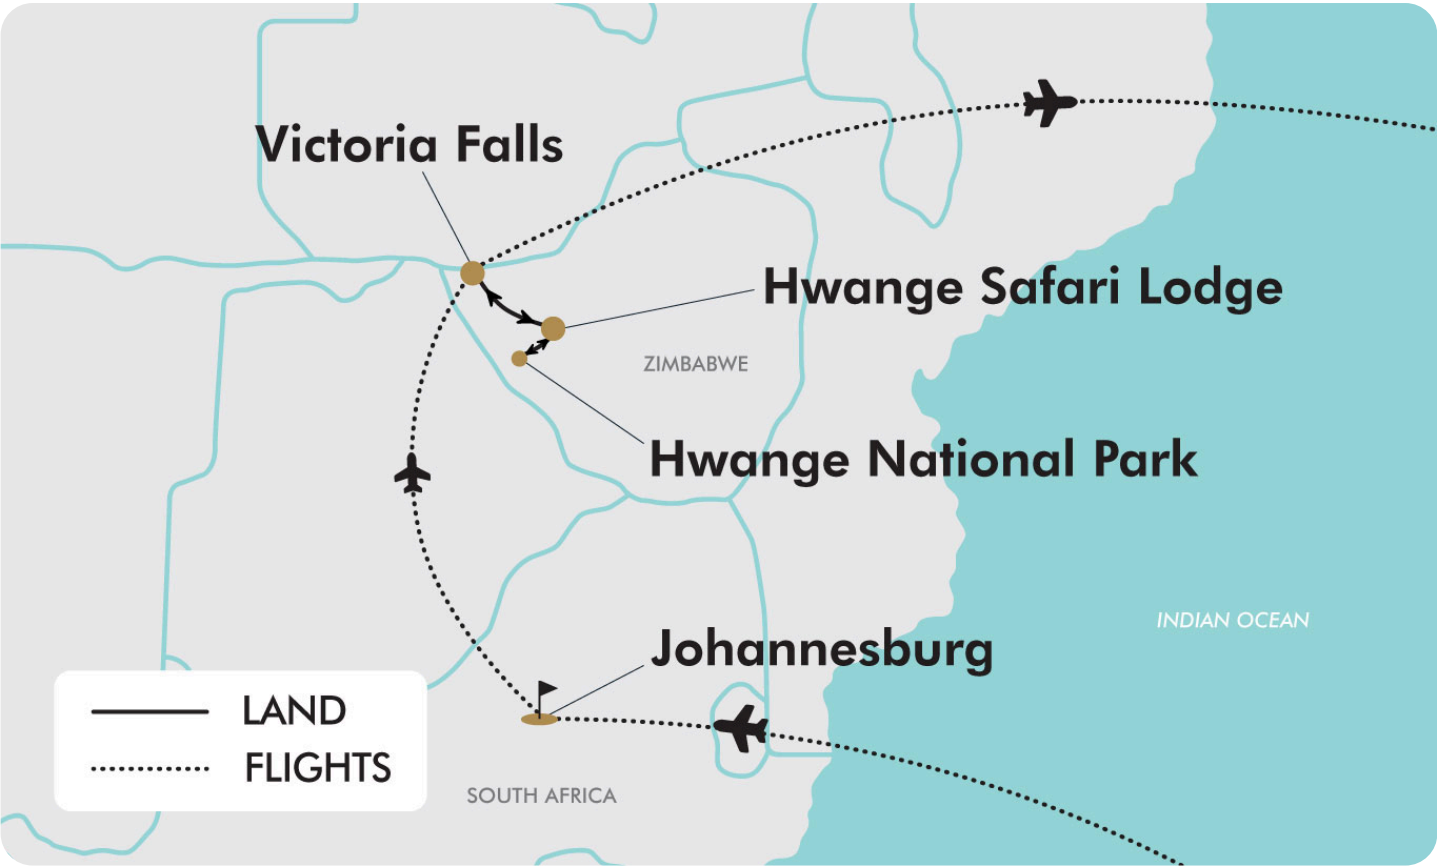 Victoria Falls
Hwange Safari Lodge
ZIMBABWE
Hwange National Park
INDIAN OCEAN
Johannesburg
LAND
FLIGHTS
SOUTH AFRICA